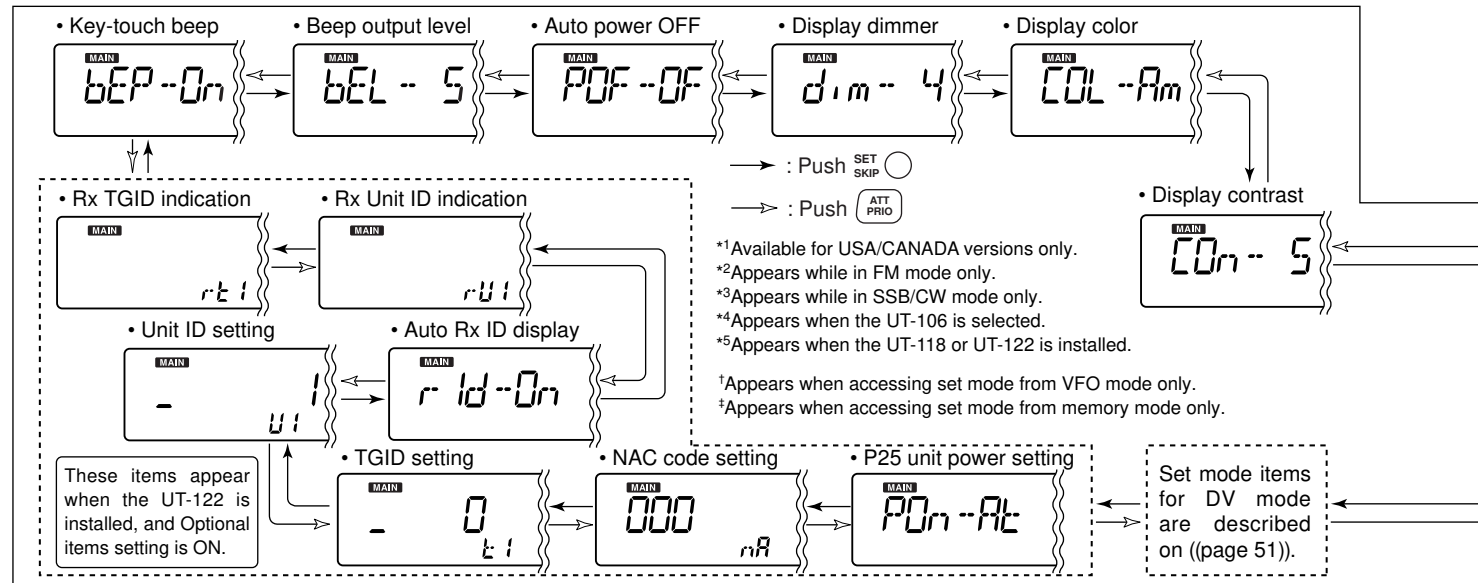 • Key-touch beep
MAIN
bEP-On
• Beep output level
MAIN
bEL- 5
• Auto power OFF
MAIN
POF-OF
• Display dimmer
MAIN
dim- 4
• Display color
MAIN
COL-Am
: Push SET SKIP
: Push ATT PRIO
• Display contrast
MAIN
COn- 5
• Rx TGID indication
MAIN
rt1
• Rx Unit ID indication
MAIN
rU1
*1Available for USA/CANADA versions only.
*2Appears while in FM mode only.
*3Appears while in SSB/CW mode only.
*4Appears when the UT-106 is selected.
*5Appears when the UT-118 or UT-122 is installed.
†Appears when accessing set mode from VFO mode only.
‡Appears when accessing set mode from memory mode only.
• Unit ID setting
MAIN
_ 1
U1
• Auto Rx ID display
MAIN
rId-On
These items appear
when the UT-122 is
installed, and Optional
items setting is ON.
• TGID setting
MAIN
_ 0
t1
• NAC code setting
MAIN
000
nA
• P25 unit power setting
MAIN
POn-At
Set mode items
for DV mode
are described
on ((page 51)).